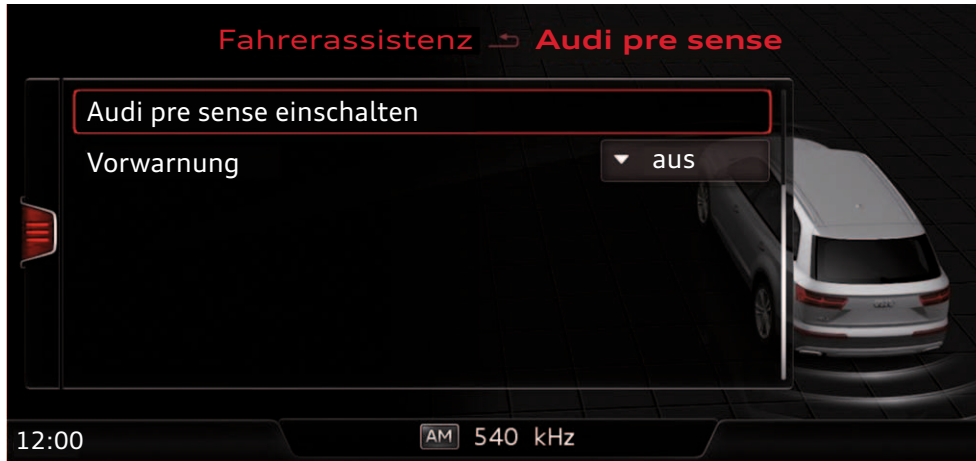 Fahrerassistenz Audi pre sense
Audi pre sense einschalten
Vorwarnung aus
12:00 AM 540 kHz